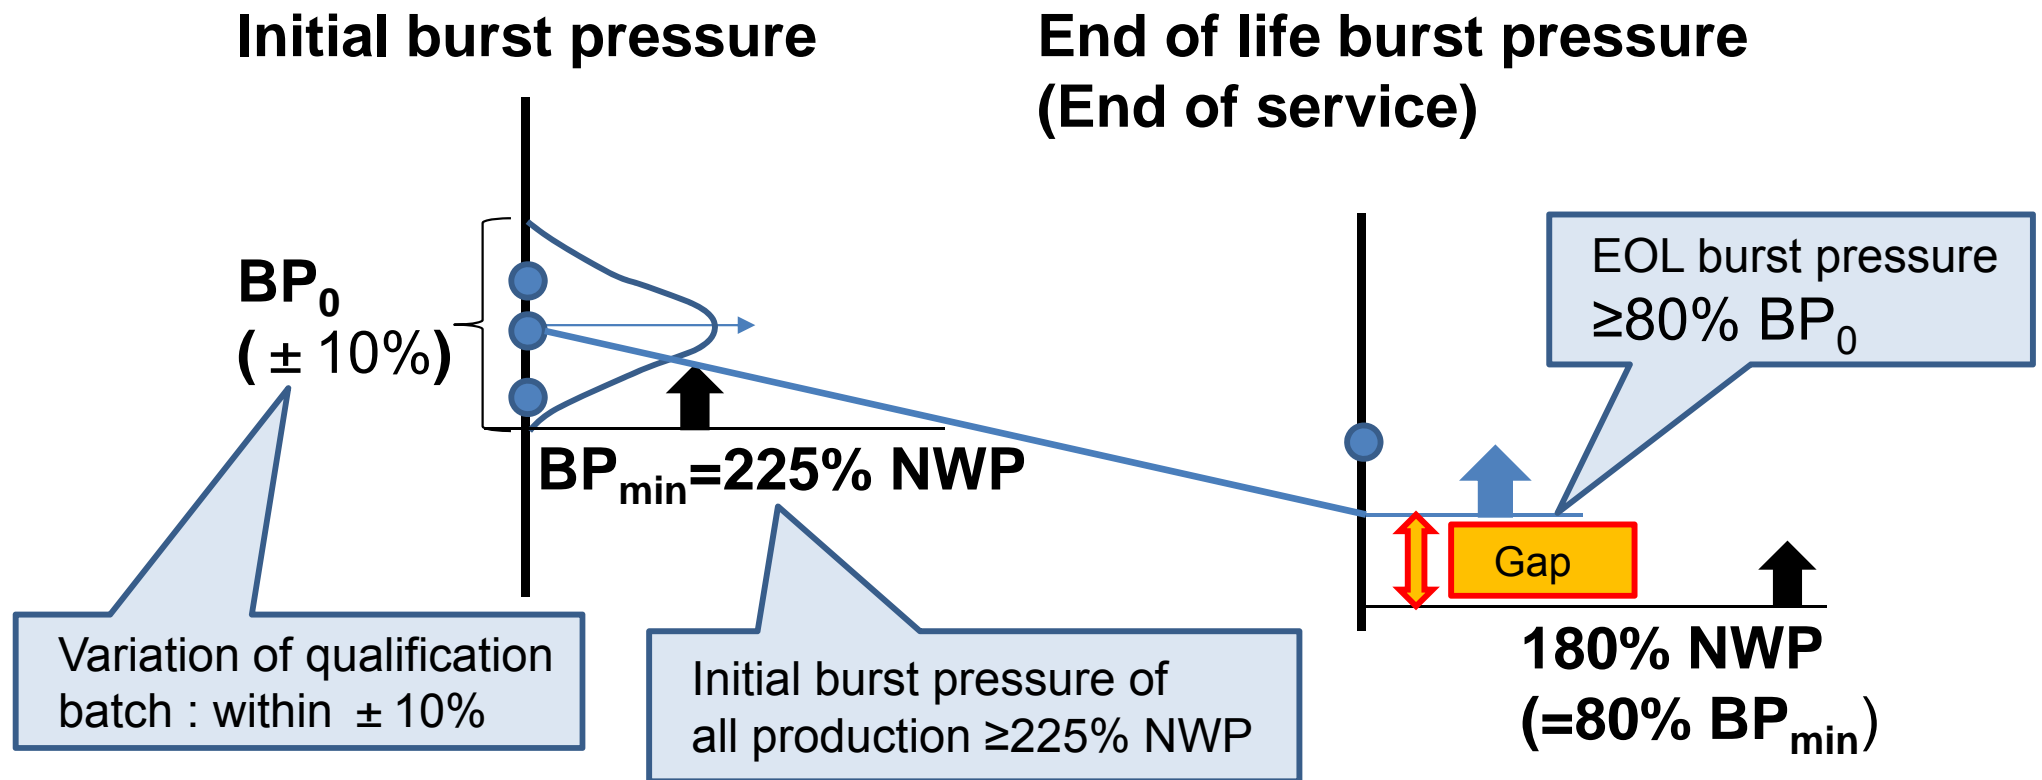 Initial burst pressure
End of life burst pressure
(End of service)
BP0
( ± 10%)
EOL burst pressure
≥80% BP0
BPmin=225% NWP
Gap
Variation of qualification
batch : within ± 10%
Initial burst pressure of
all production ≥225% NWP
180% NWP
(=80% BPmin)